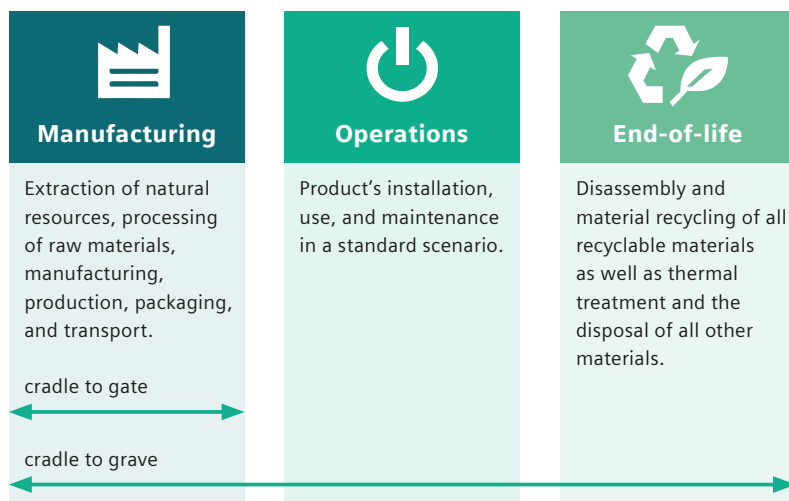 Manufacturing
Extraction of natural
resources, processing
of raw materials,
manufacturing,
production, packaging,
and transport.
cradle to gate
cradle to grave
Operations
Product's installation,
use, and maintenance
in a standard scenario.
End-of-life
Disassembly and
material recycling of all
recyclable materials
as well as thermal
treatment and the
disposal of all other
materials.